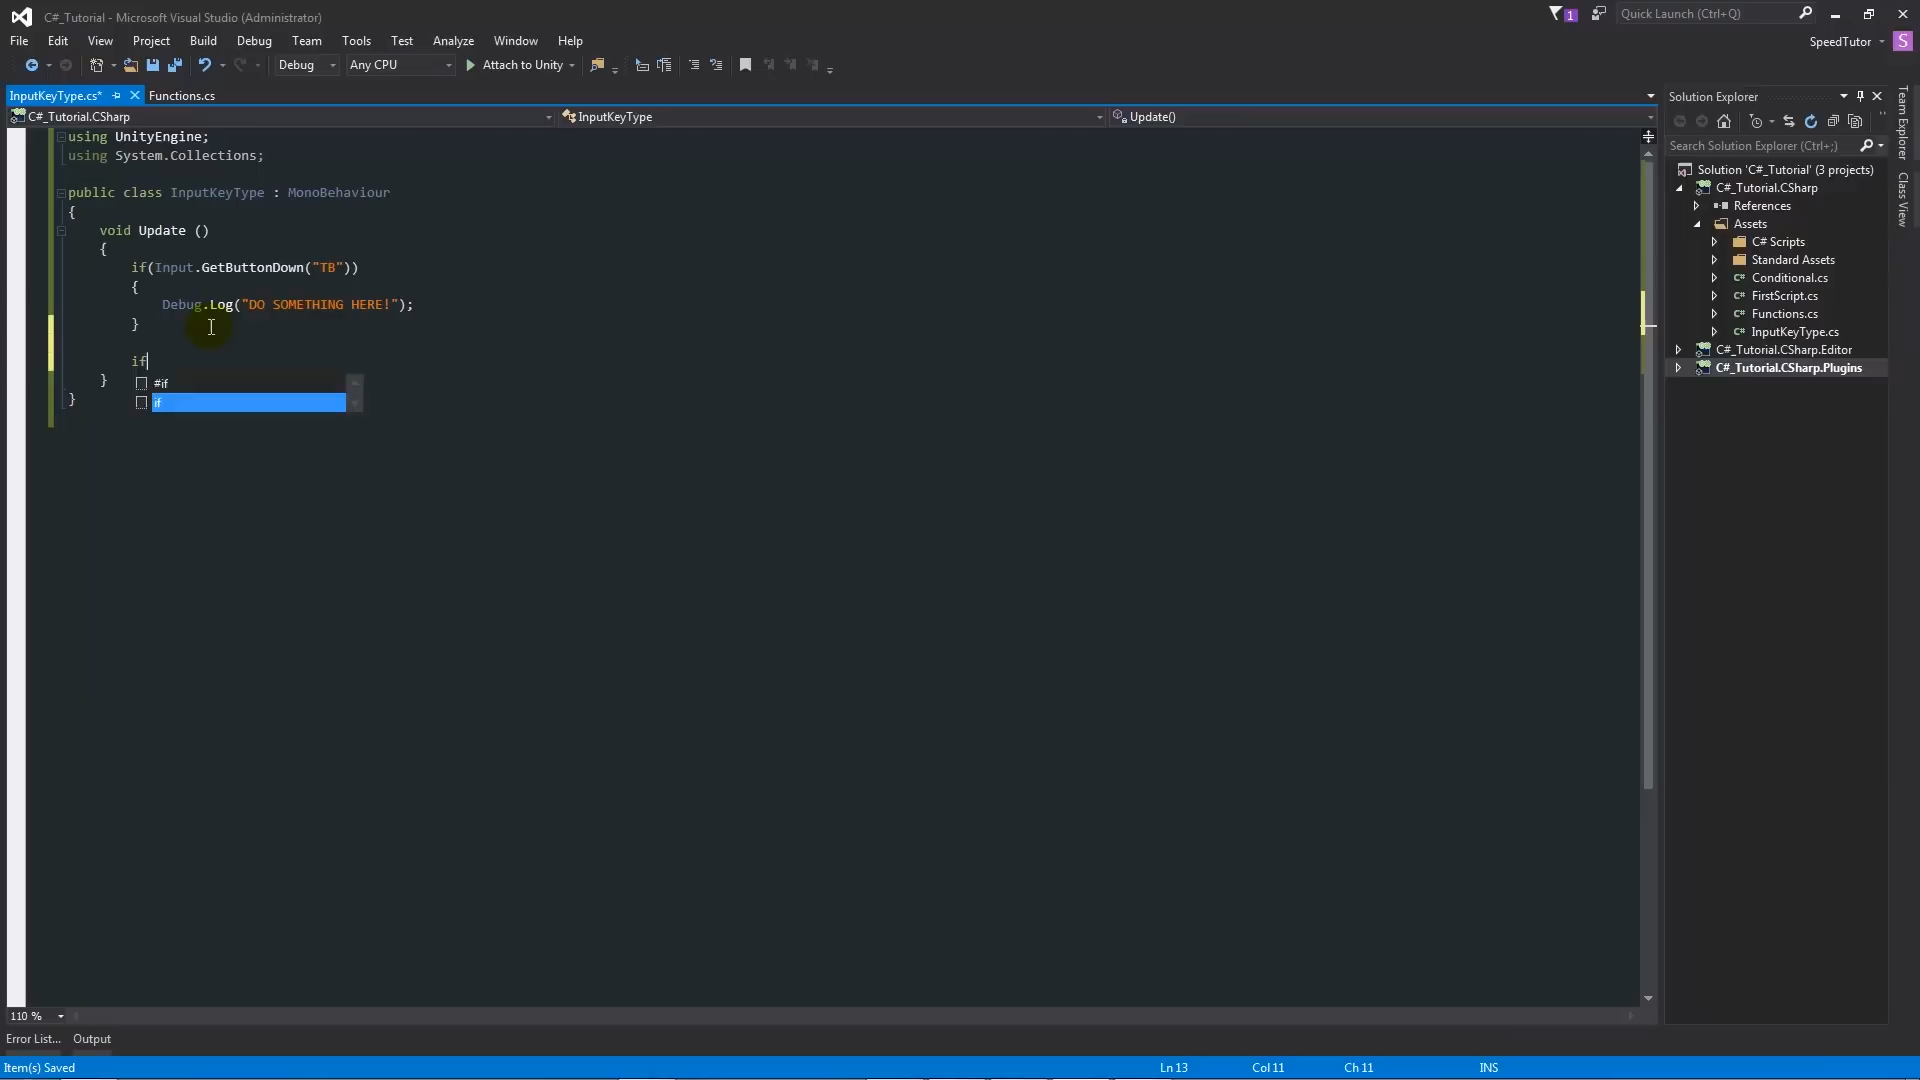 C#_Tutorial - Microsoft Visual Studio (Administrator)
1
Quick Launch (Ctrl+Q)
File Edit View Project Build Debug Team Tools Test Analyze Window Help
SpeedTutor
S
Debug
Any CPU
Attach to Unity
InputKeyType.cs*
Functions.cs
C#_Tutorial.CSharp
InputKeyType
Update()
using UnityEngine;
using System.Collections;
public class InputKeyType : MonoBehaviour
{
void Update ()
{
if(Input.GetButtonDown("TB"))
{
Debug.Log("DO SOMETHING HERE!");
}
if
#if
if
}
}
Solution Explorer
Search Solution Explorer (Ctrl+;)
Solution 'C#_Tutorial' (3 projects)
C#_Tutorial.CSharp
References
Assets
C# Scripts
Standard Assets
C# Conditional.cs
C# FirstScript.cs
C# Functions.cs
C# InputKeyType.cs
C#_Tutorial.CSharp.Editor
C#_Tutorial.CSharp.Plugins
Team Explorer
Class View
110 %
Error List...
Output
Item(s) Saved
Ln 13
Col 11
Ch 11
INS